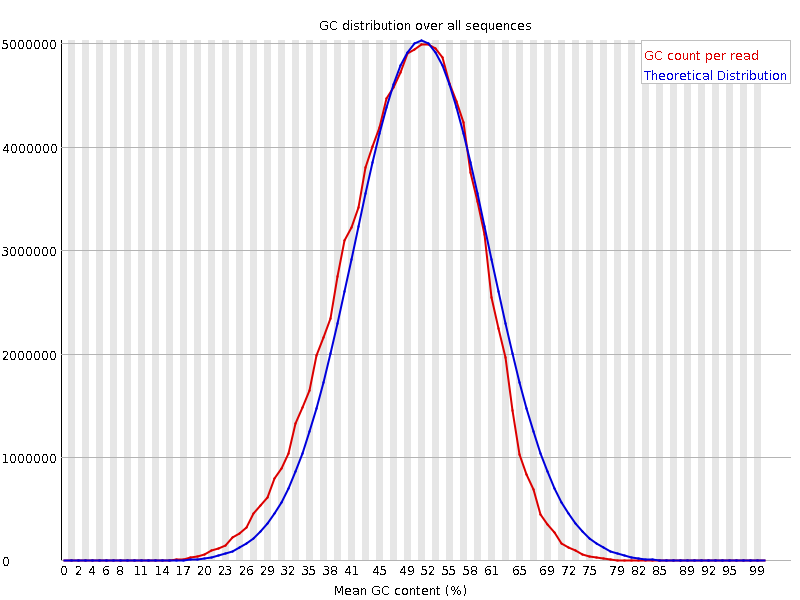 GC distribution over all sequences
5000000
GC count per read
Theoretical Distribution
4000000
3000000
2000000
1000000
0
0 2 4 6 8 11 14 17 20 23 26 29 32 35 38 41 45 49 52 55 58 61 65 69 72 75 79 82 85 89 92 95 99
Mean GC content (%)